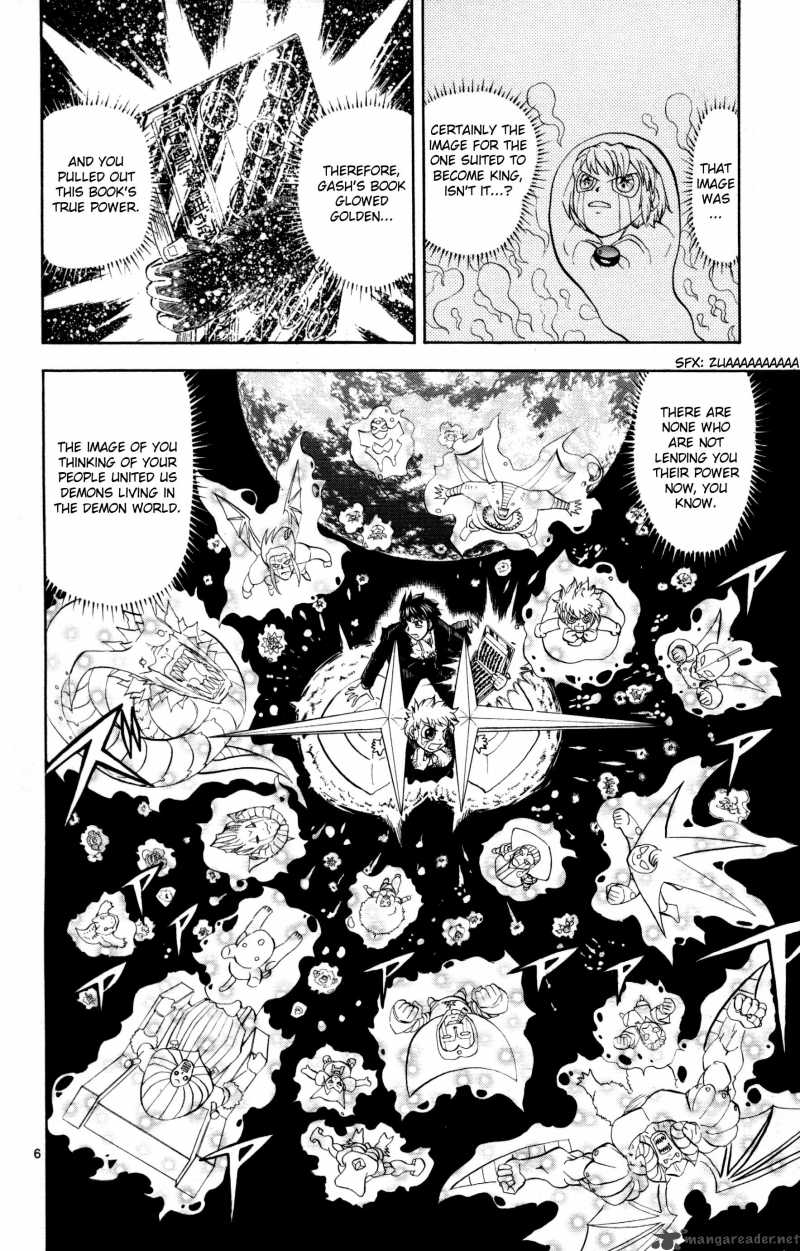 THAT
IMAGE
WAS
...
CERTAINLY THE
IMAGE FOR THE
ONE SUITED TO
BECOME KING,
ISN'T IT...?
THEREFORE,
GASH'S BOOK
GLOWED
GOLDEN...
AND YOU
PULLED OUT
THIS BOOK'S
TRUE POWER.
SFX: ZUAAAAAAAAAA
THERE ARE
NONE WHO
ARE NOT
LENDING YOU
THEIR POWER
NOW, YOU
KNOW.
THE IMAGE OF YOU
THINKING OF YOUR
PEOPLE UNITED US
DEMONS LIVING IN
THE DEMON WORLD.
6
mangareader.net